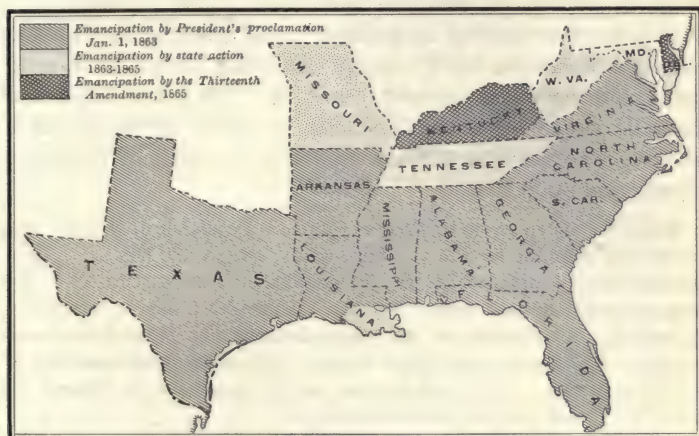 Emancipation by President's proclamation
Jan. 1, 1863
Emancipation by state action
1863-1865
Emancipation by the Thirteenth
Amendment, 1865
MISSOURI
KENTUCKY
W. VA.
MD.
DE.
VIRGINIA
TENNESSEE
NORTH
CAROLINA
ARKANSAS
S. CAR.
MISSISSIPPI
ALABAMA
GEORGIA
TEXAS
LOUISIANA
FLORIDA